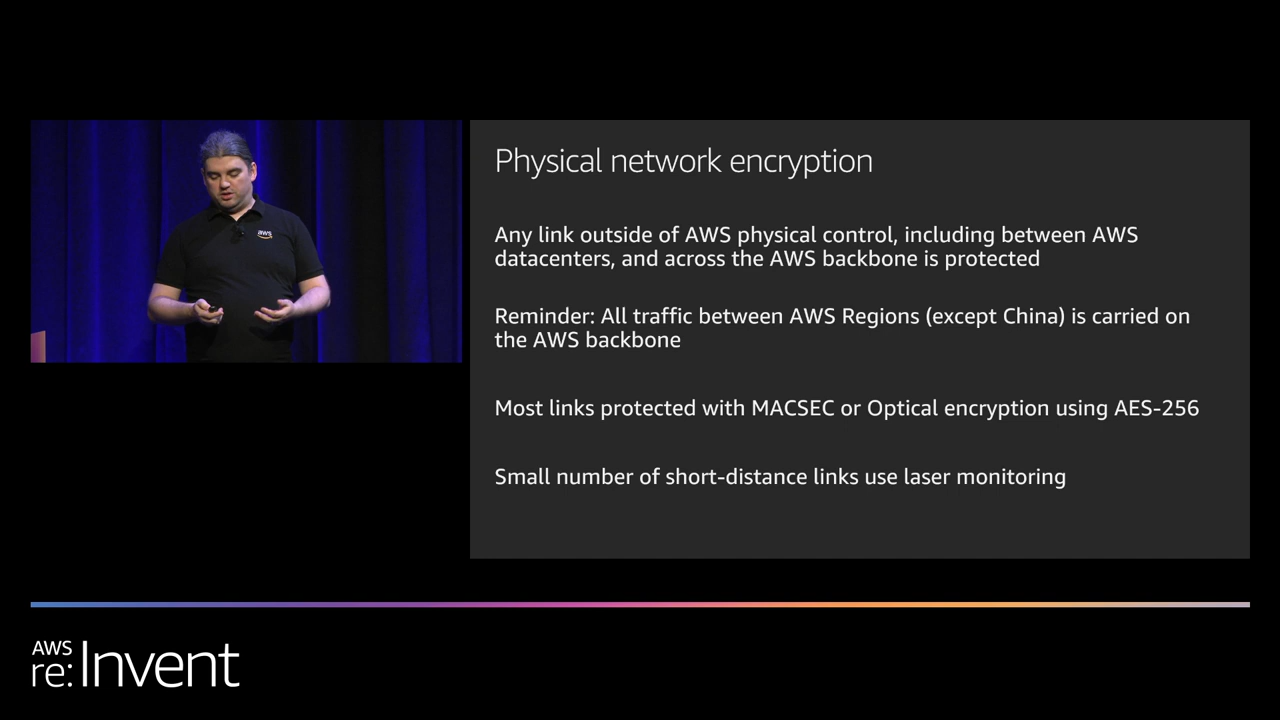 aws
Physical network encryption
Any link outside of AWS physical control, including between AWS
datacenters, and across the AWS backbone is protected
Reminder: All traffic between AWS Regions (except China) is carried on
the AWS backbone
Most links protected with MACSEC or Optical encryption using AES-256
Small number of short-distance links use laser monitoring
AWS
re:Invent